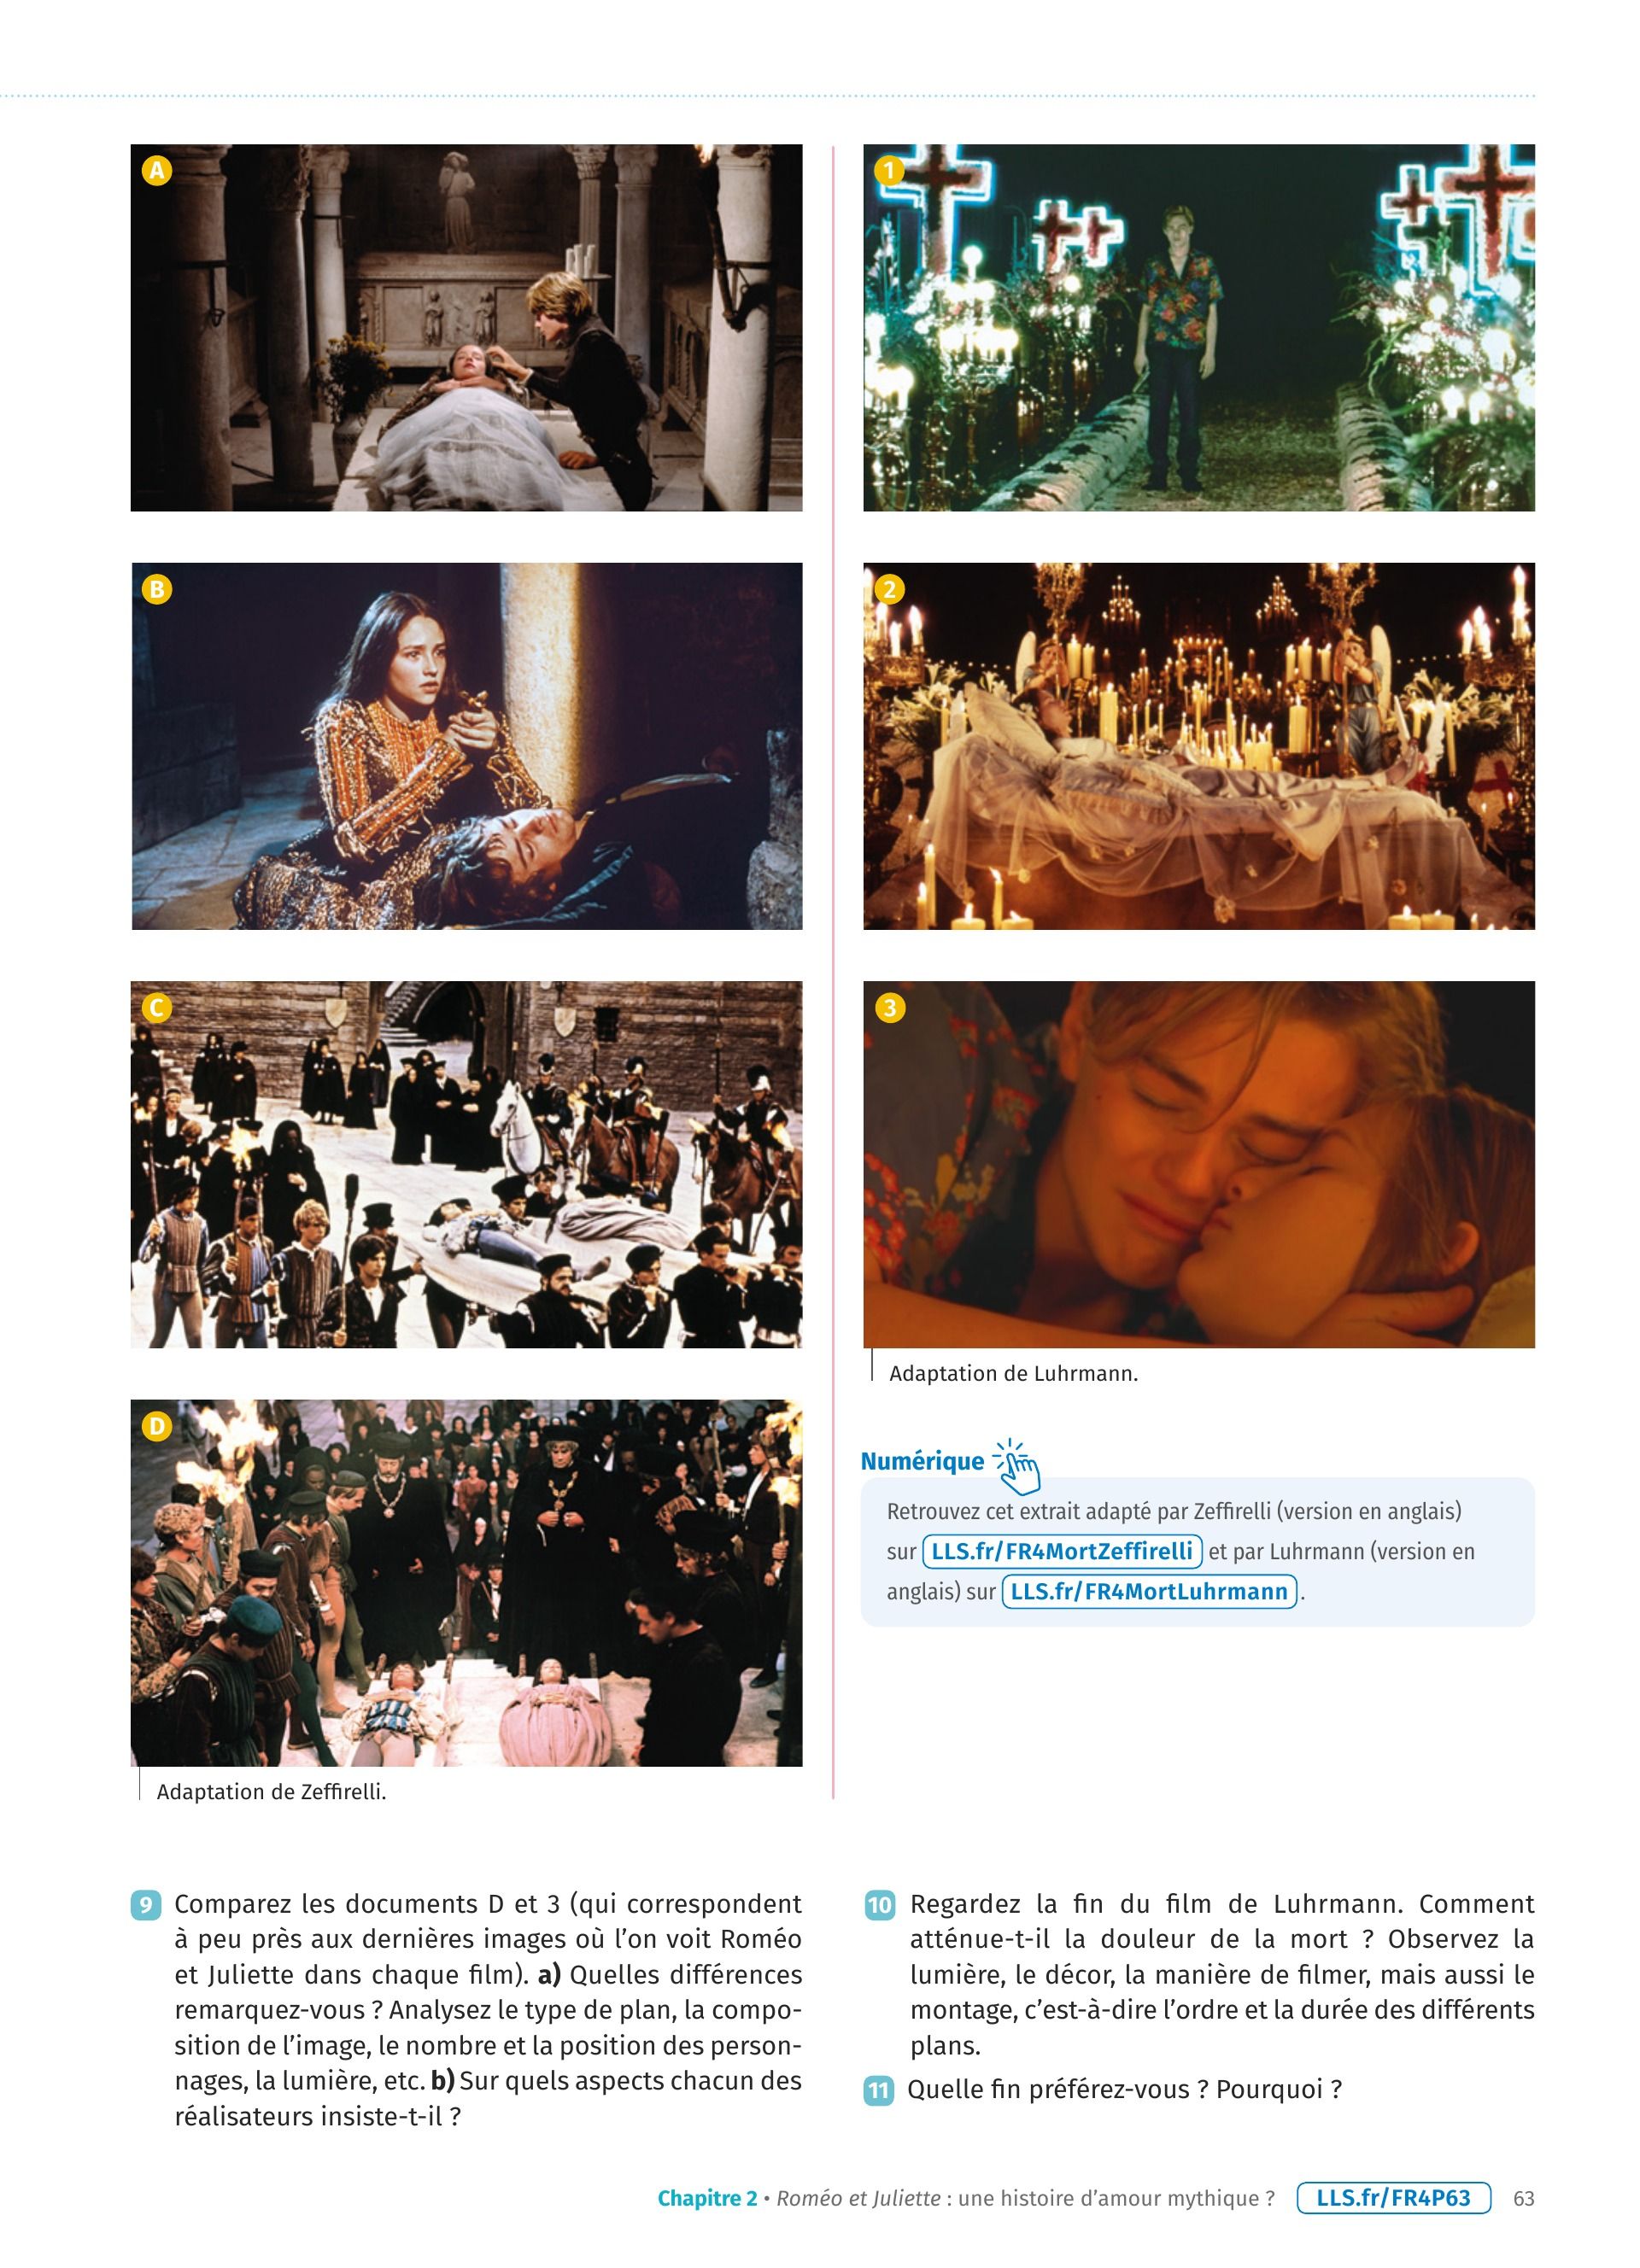 A
B
C
D
Adaptation de Zeffirelli.
1
2
3
Adaptation de Luhrmann.
Numérique
Retrouvez cet extrait adapté par Zeffirelli (version en anglais)
sur LLS.fr/FR4MortZeffirelli et par Luhrmann (version en
anglais) sur LLS.fr/FR4MortLuhrmann .
9 Comparez les documents D et 3 (qui correspondent
à peu près aux dernières images où l’on voit Roméo
et Juliette dans chaque film). a) Quelles différences
remarquez-vous ? Analysez le type de plan, la compo-
sition de l’image, le nombre et la position des person-
nages, la lumière, etc. b) Sur quels aspects chacun des
réalisateurs insiste-t-il ?
10 Regardez la fin du film de Luhrmann. Comment
atténue-t-il la douleur de la mort ? Observez la
lumière, le décor, la manière de filmer, mais aussi le
montage, c’est-à-dire l’ordre et la durée des différents
plans.
11 Quelle fin préférez-vous ? Pourquoi ?
Chapitre 2 • Roméo et Juliette : une histoire d’amour mythique ? LLS.fr/FR4P63 63